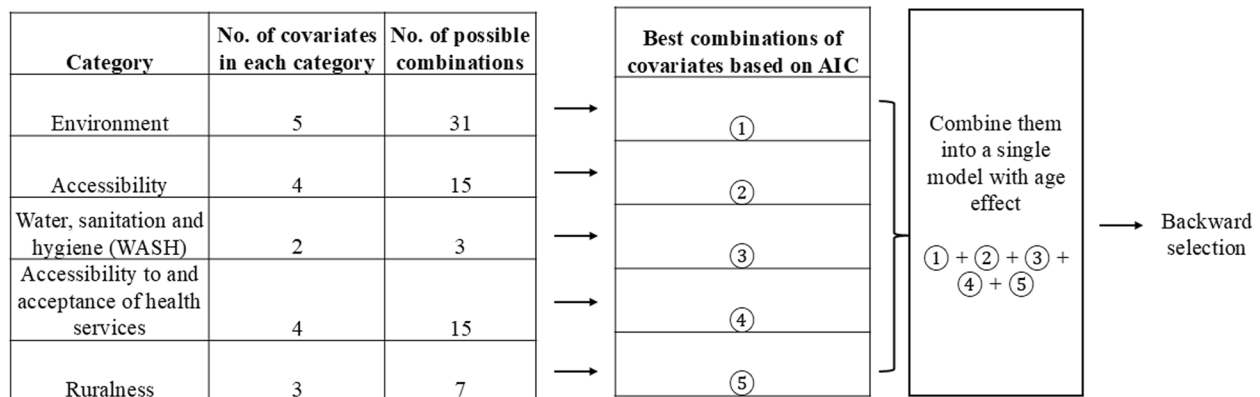 Category
No. of covariates
in each category
No. of possible
combinations
Environment
5
31
Accessibility
4
15
Water, sanitation and
hygiene (WASH)
2
3
Accessibility to and
acceptance of health
services
4
15
Ruralness
3
7
Best combinations of
covariates based on AIC
①
②
③
④
⑤
Combine them
into a single
model with age
effect
① + ② + ③ +
④ + ⑤
Backward
selection